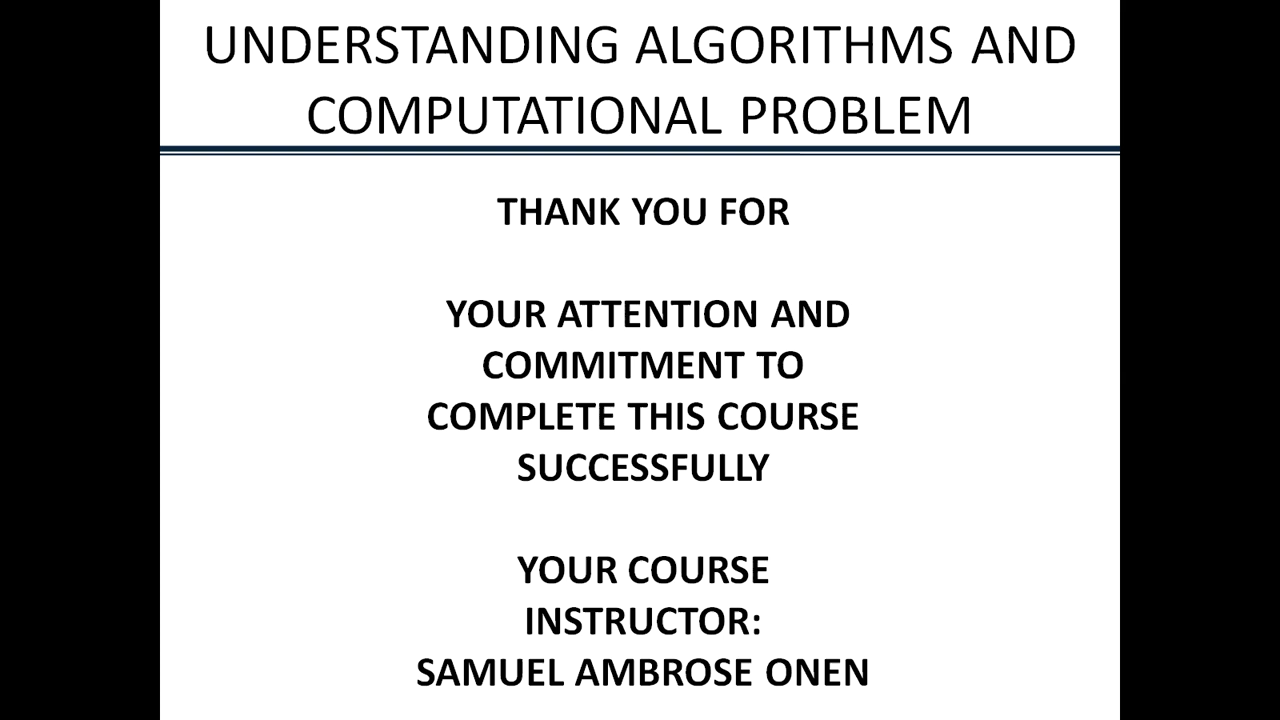 UNDERSTANDING ALGORITHMS AND
COMPUTATIONAL PROBLEM
THANK YOU FOR
YOUR ATTENTION AND
COMMITMENT TO
COMPLETE THIS COURSE
SUCCESSFULLY
YOUR COURSE
INSTRUCTOR:
SAMUEL AMBROSE ONEN